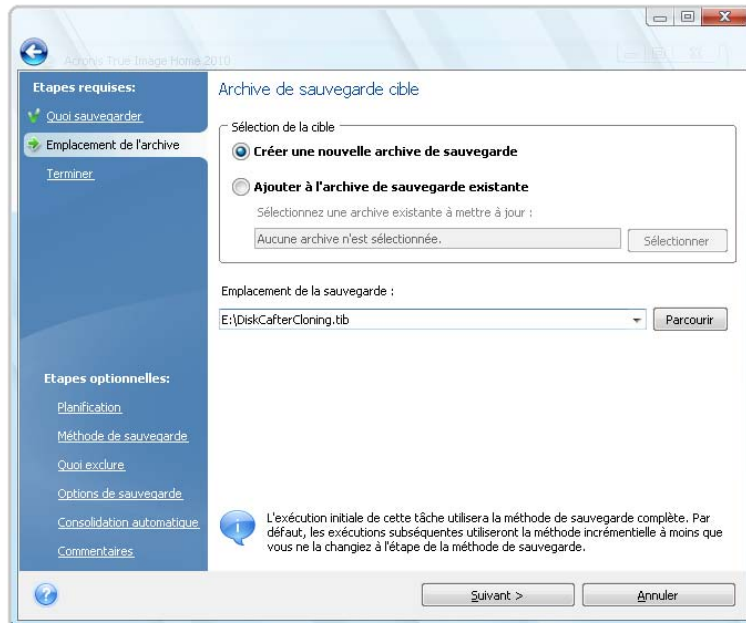 Acronis True Image Home 2010
Etapes requises:
Quoi sauvegarder
Emplacement de l'archive
Terminer
Etapes optionnelles:
Planification
Méthode de sauvegarde
Quoi exclure
Options de sauvegarde
Consolidation automatique
Commentaires
Archive de sauvegarde cible
Sélection de la cible
Créer une nouvelle archive de sauvegarde
Ajouter à l'archive de sauvegarde existante
Sélectionnez une archive existante à mettre à jour :
Aucune archive n'est sélectionnée.
Sélectionner
Emplacement de la sauvegarde :
E:\DiskCafterCloning.tib
Parcourir
L'exécution initiale de cette tâche utilisera la méthode de sauvegarde complète. Par
défaut, les exécutions subséquentes utiliseront la méthode incrémentielle à moins que
vous ne la changiez à l'étape de la méthode de sauvegarde.
Suivant >
Annuler